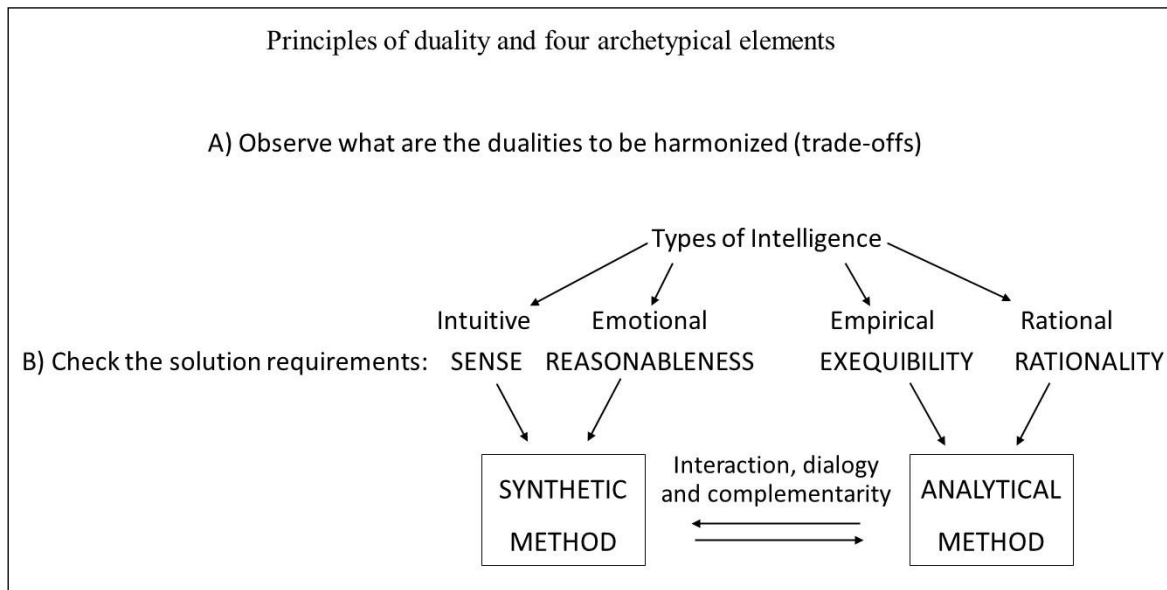 Principles of duality and four archetypical elements
A) Observe what are the dualities to be harmonized (trade-offs)
Types of Intelligence
Intuitive Emotional Empirical Rational
B) Check the solution requirements: SENSE REASONABLENESS EXEQUIBILITY RATIONALITY
SYNTHETIC
METHOD
Interaction, dialogy
and complementarity
ANALYTICAL
METHOD